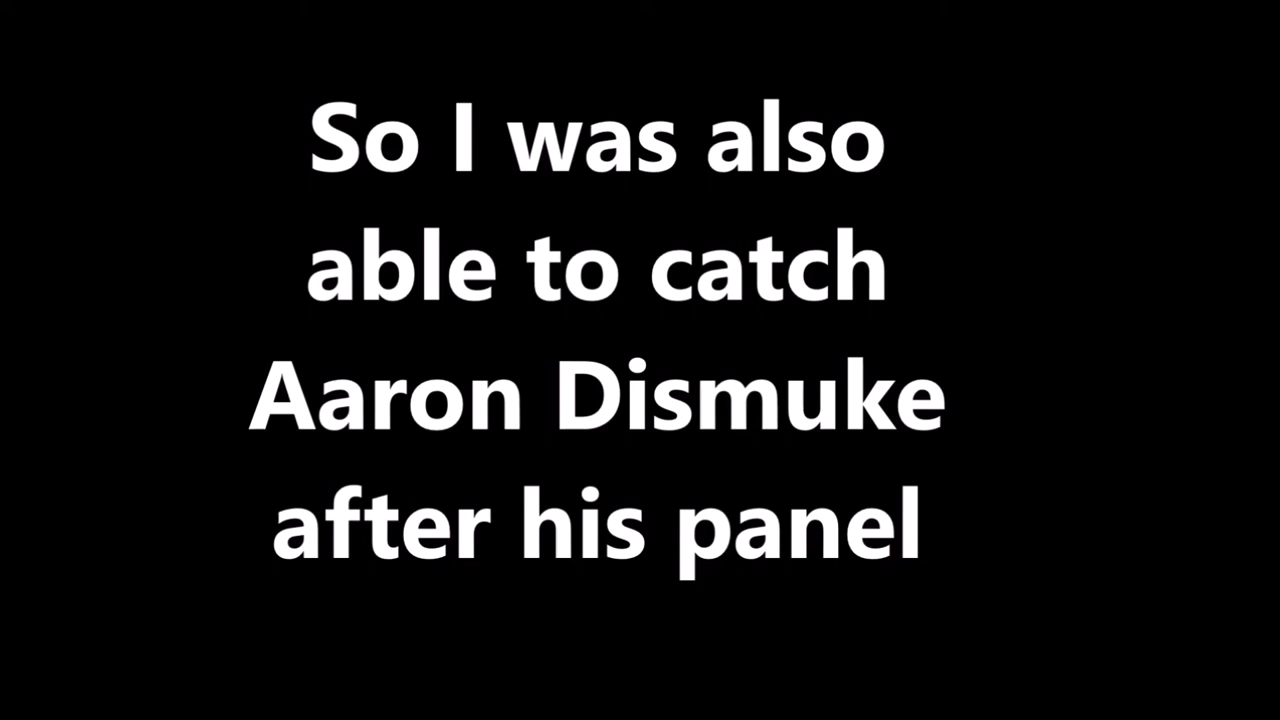 So I was also
able to catch
Aaron Dismuke
after his panel